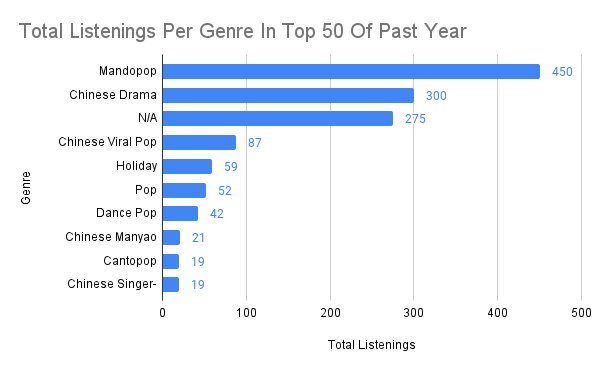 Total Listenings Per Genre In Top 50 Of Past Year
Genre
Mandopop 450
Chinese Drama 300
N/A 275
Chinese Viral Pop 87
Holiday 59
Pop 52
Dance Pop 42
Chinese Manyao 21
Cantopop 19
Chinese Singer- 19
0 100 200 300 400 500
Total Listenings